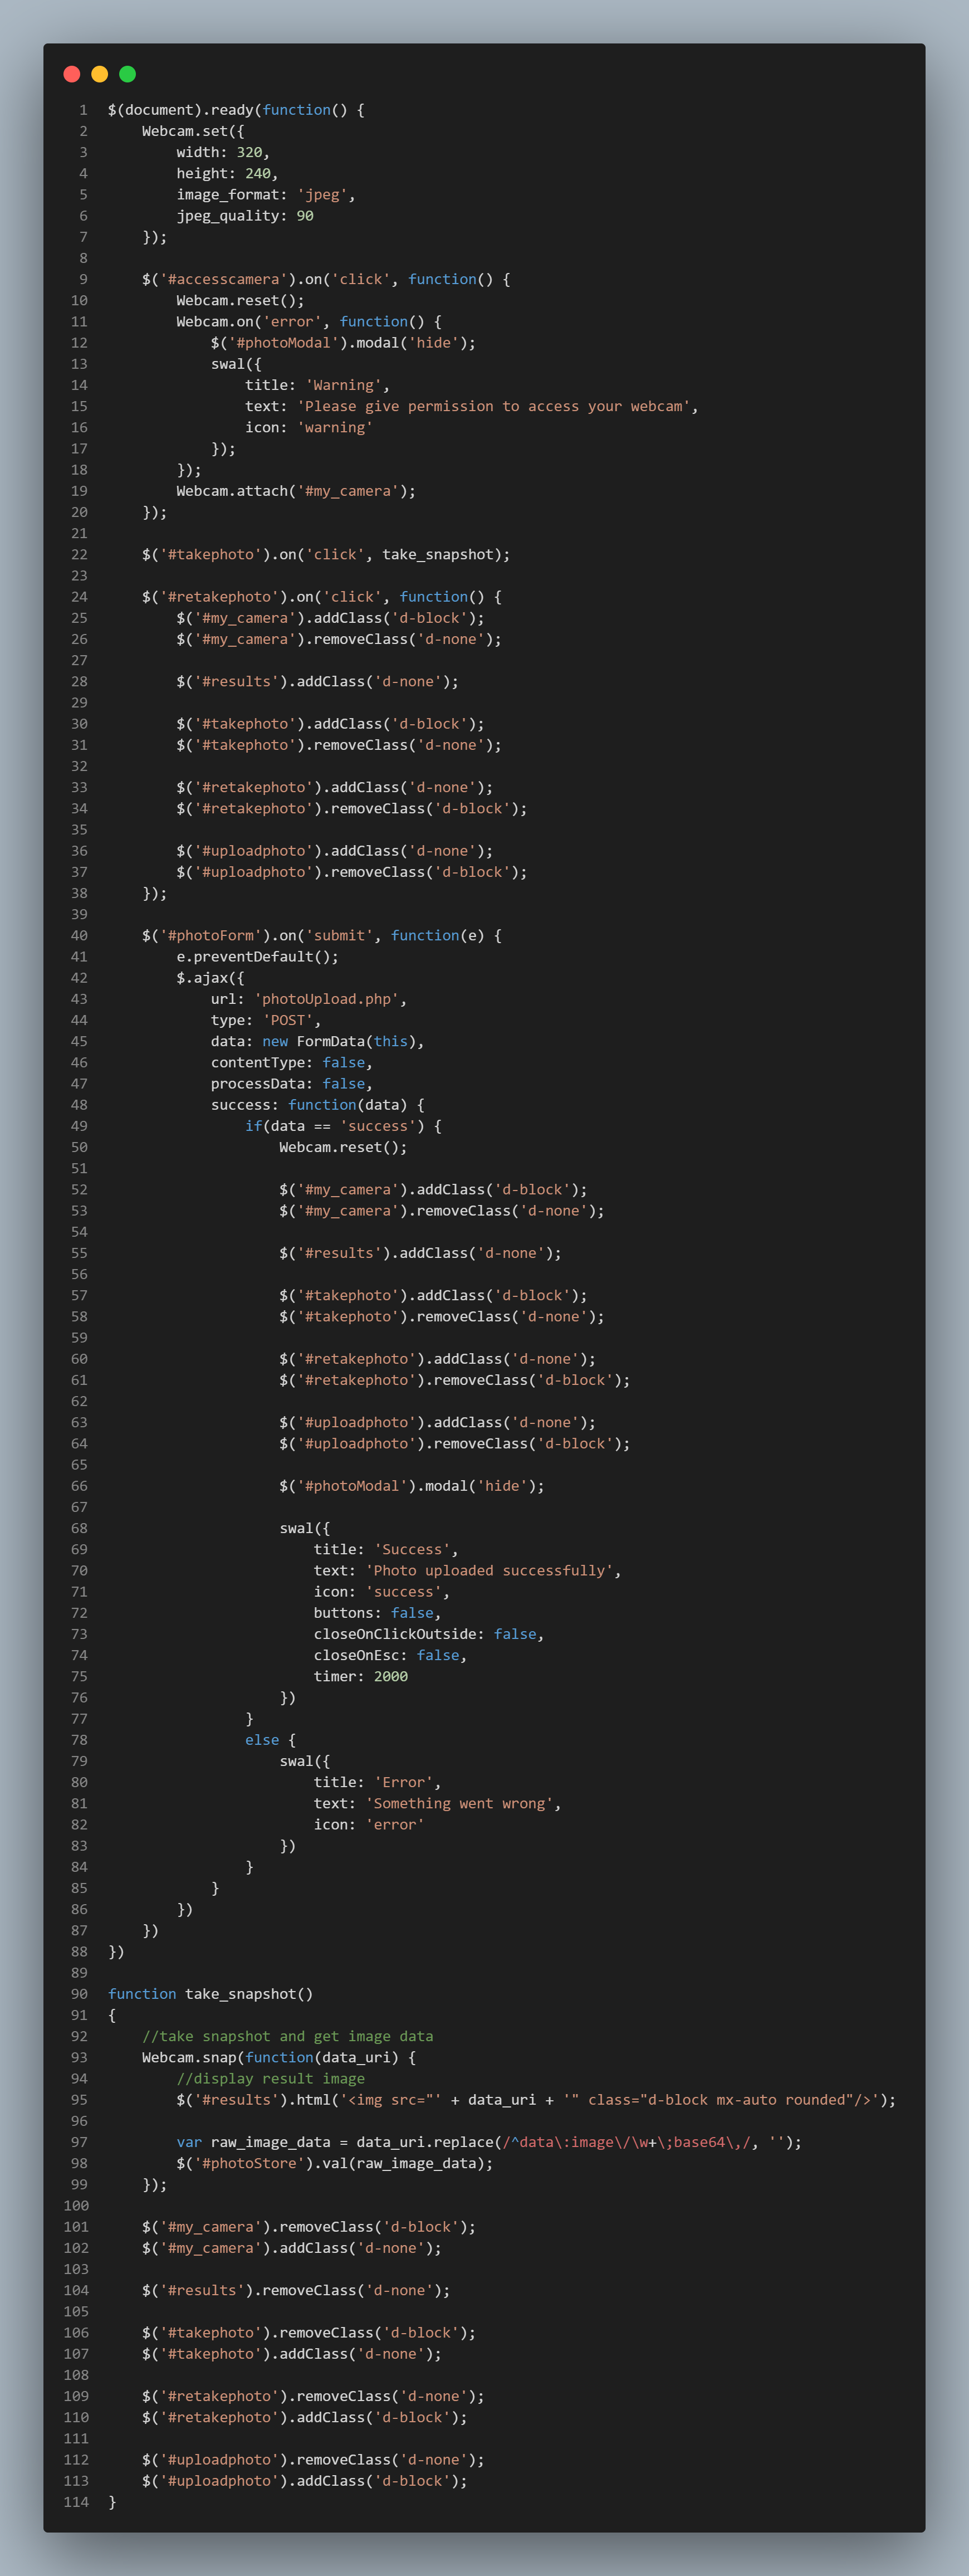 1 $(document).ready(function() {
2     Webcam.set({
3         width: 320,
4         height: 240,
5         image_format: 'jpeg',
6         jpeg_quality: 90
7     });
8
9     $('#accesscamera').on('click', function() {
10         Webcam.reset();
11         Webcam.on('error', function() {
12             $('#photoModal').modal('hide');
13             swal({
14                 title: 'Warning',
15                 text: 'Please give permission to access your webcam',
16                 icon: 'warning'
17             });
18         });
19         Webcam.attach('#my_camera');
20     });
21
22     $('#takephoto').on('click', take_snapshot);
23
24     $('#retakephoto').on('click', function() {
25         $('#my_camera').addClass('d-block');
26         $('#my_camera').removeClass('d-none');
27
28         $('#results').addClass('d-none');
29
30         $('#takephoto').addClass('d-block');
31         $('#takephoto').removeClass('d-none');
32
33         $('#retakephoto').addClass('d-none');
34         $('#retakephoto').removeClass('d-block');
35
36         $('#uploadphoto').addClass('d-none');
37         $('#uploadphoto').removeClass('d-block');
38     });
39
40     $('#photoForm').on('submit', function(e) {
41         e.preventDefault();
42         $.ajax({
43             url: 'photoUpload.php',
44             type: 'POST',
45             data: new FormData(this),
46             contentType: false,
47             processData: false,
48             success: function(data) {
49                 if(data == 'success') {
50                     Webcam.reset();
51
52                     $('#my_camera').addClass('d-block');
53                     $('#my_camera').removeClass('d-none');
54
55                     $('#results').addClass('d-none');
56
57                     $('#takephoto').addClass('d-block');
58                     $('#takephoto').removeClass('d-none');
59
60                     $('#retakephoto').addClass('d-none');
61                     $('#retakephoto').removeClass('d-block');
62
63                     $('#uploadphoto').addClass('d-none');
64                     $('#uploadphoto').removeClass('d-block');
65
66                     $('#photoModal').modal('hide');
67
68                     swal({
69                         title: 'Success',
70                         text: 'Photo uploaded successfully',
71                         icon: 'success',
72                         buttons: false,
73                         closeOnClickOutside: false,
74                         closeOnEsc: false,
75                         timer: 2000
76                     })
77                 }
78                 else {
79                     swal({
80                         title: 'Error',
81                         text: 'Something went wrong',
82                         icon: 'error'
83                     })
84                 }
85             }
86         })
87     })
88 })
89
90 function take_snapshot()
91 {
92     //take snapshot and get image data
93     Webcam.snap(function(data_uri) {
94         //display result image
95         $('#results').html('<img src="' + data_uri + '" class="d-block mx-auto rounded"/>');
96
97         var raw_image_data = data_uri.replace(/^data\:image\/\w+\;base64\,/, '');
98         $('#photoStore').val(raw_image_data);
99     });
100
101     $('#my_camera').removeClass('d-block');
102     $('#my_camera').addClass('d-none');
103
104     $('#results').removeClass('d-none');
105
106     $('#takephoto').removeClass('d-block');
107     $('#takephoto').addClass('d-none');
108
109     $('#retakephoto').removeClass('d-none');
110     $('#retakephoto').addClass('d-block');
111
112     $('#uploadphoto').removeClass('d-none');
113     $('#uploadphoto').addClass('d-block');
114 }